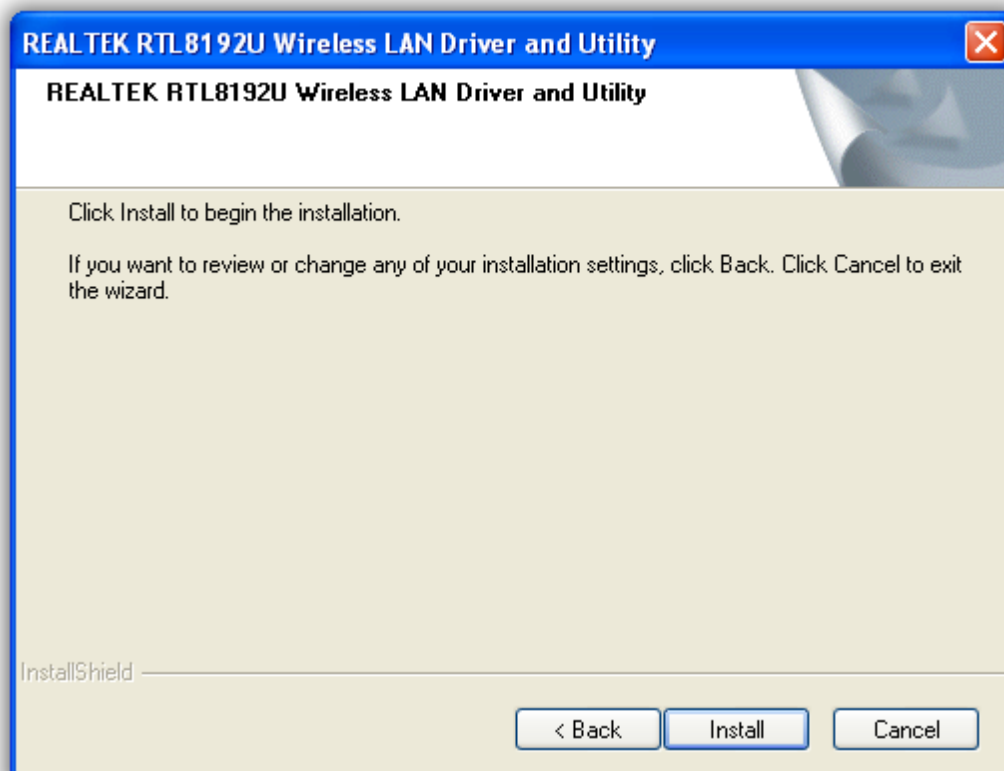 REALTEK RTL8192U Wireless LAN Driver and Utility
REALTEK RTL8192U Wireless LAN Driver and Utility
Click Install to begin the installation.
If you want to review or change any of your installation settings, click Back. Click Cancel to exit
the wizard.
InstallShield
< Back
Install
Cancel